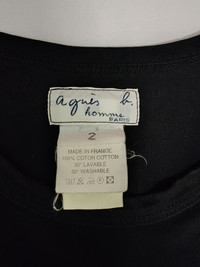 agnès b.
homme
PARIS
2
MADE IN FRANCE
100% COTON COTTON
30° LAVABLE
30° WASHABLE